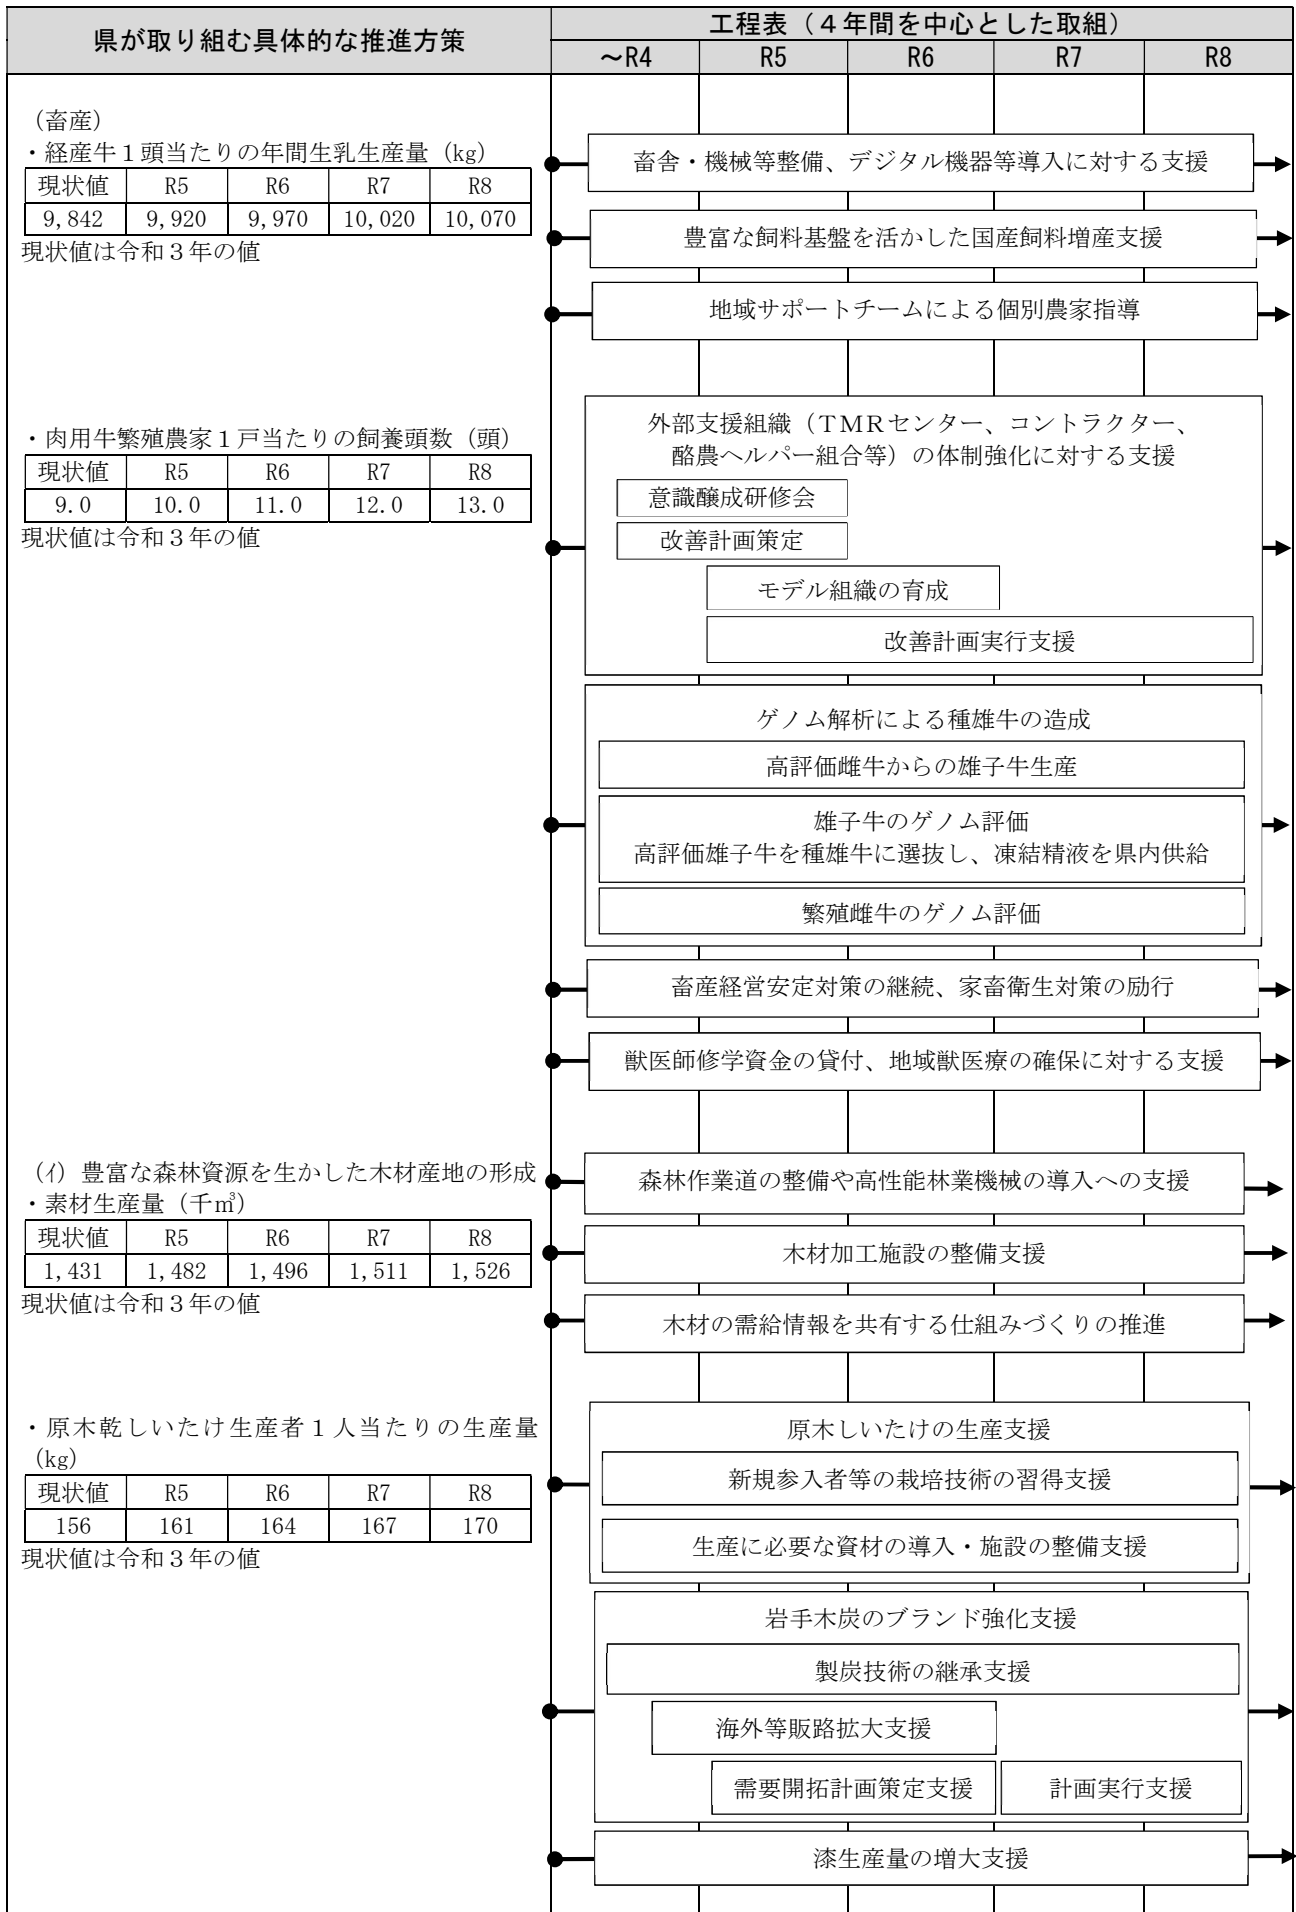 県が取り組む具体的な推進方策
工程表（４年間を中心とした取組）
～R4 R5 R6 R7 R8
（畜産）
・経産牛１頭当たりの年間生乳生産量（kg）
現状値 R5 R6 R7 R8
9,842 9,920 9,970 10,020 10,070
現状値は令和３年の値
畜舎・機械等整備、デジタル機器等導入に対する支援
豊富な飼料基盤を活かした国産飼料増産支援
地域サポートチームによる個別農家指導
・肉用牛繁殖農家１戸当たりの飼養頭数（頭）
現状値 R5 R6 R7 R8
9.0 10.0 11.0 12.0 13.0
現状値は令和３年の値
外部支援組織（ＴＭＲセンター、コントラクター、
酪農ヘルパー組合等）の体制強化に対する支援
意識醸成研修会
改善計画策定
モデル組織の育成
改善計画実行支援
ゲノム解析による種雄牛の造成
高評価雌牛からの雄子牛生産
雄子牛のゲノム評価
高評価雄子牛を種雄牛に選抜し、凍結精液を県内供給
繁殖雌牛のゲノム評価
畜産経営安定対策の継続、家畜衛生対策の励行
獣医師修学資金の貸付、地域獣医療の確保に対する支援
(ｲ) 豊富な森林資源を生かした木材産地の形成
・素材生産量（千㎥）
現状値 R5 R6 R7 R8
1,431 1,482 1,496 1,511 1,526
現状値は令和３年の値
森林作業道の整備や高性能林業機械の導入への支援
木材加工施設の整備支援
木材の需給情報を共有する仕組みづくりの推進
・原木乾しいたけ生産者１人当たりの生産量
（kg）
現状値 R5 R6 R7 R8
156 161 164 167 170
現状値は令和３年の値
原木しいたけの生産支援
新規参入者等の栽培技術の習得支援
生産に必要な資材の導入・施設の整備支援
岩手木炭のブランド強化支援
製炭技術の継承支援
海外等販路拡大支援
需要開拓計画策定支援 計画実行支援
漆生産量の増大支援